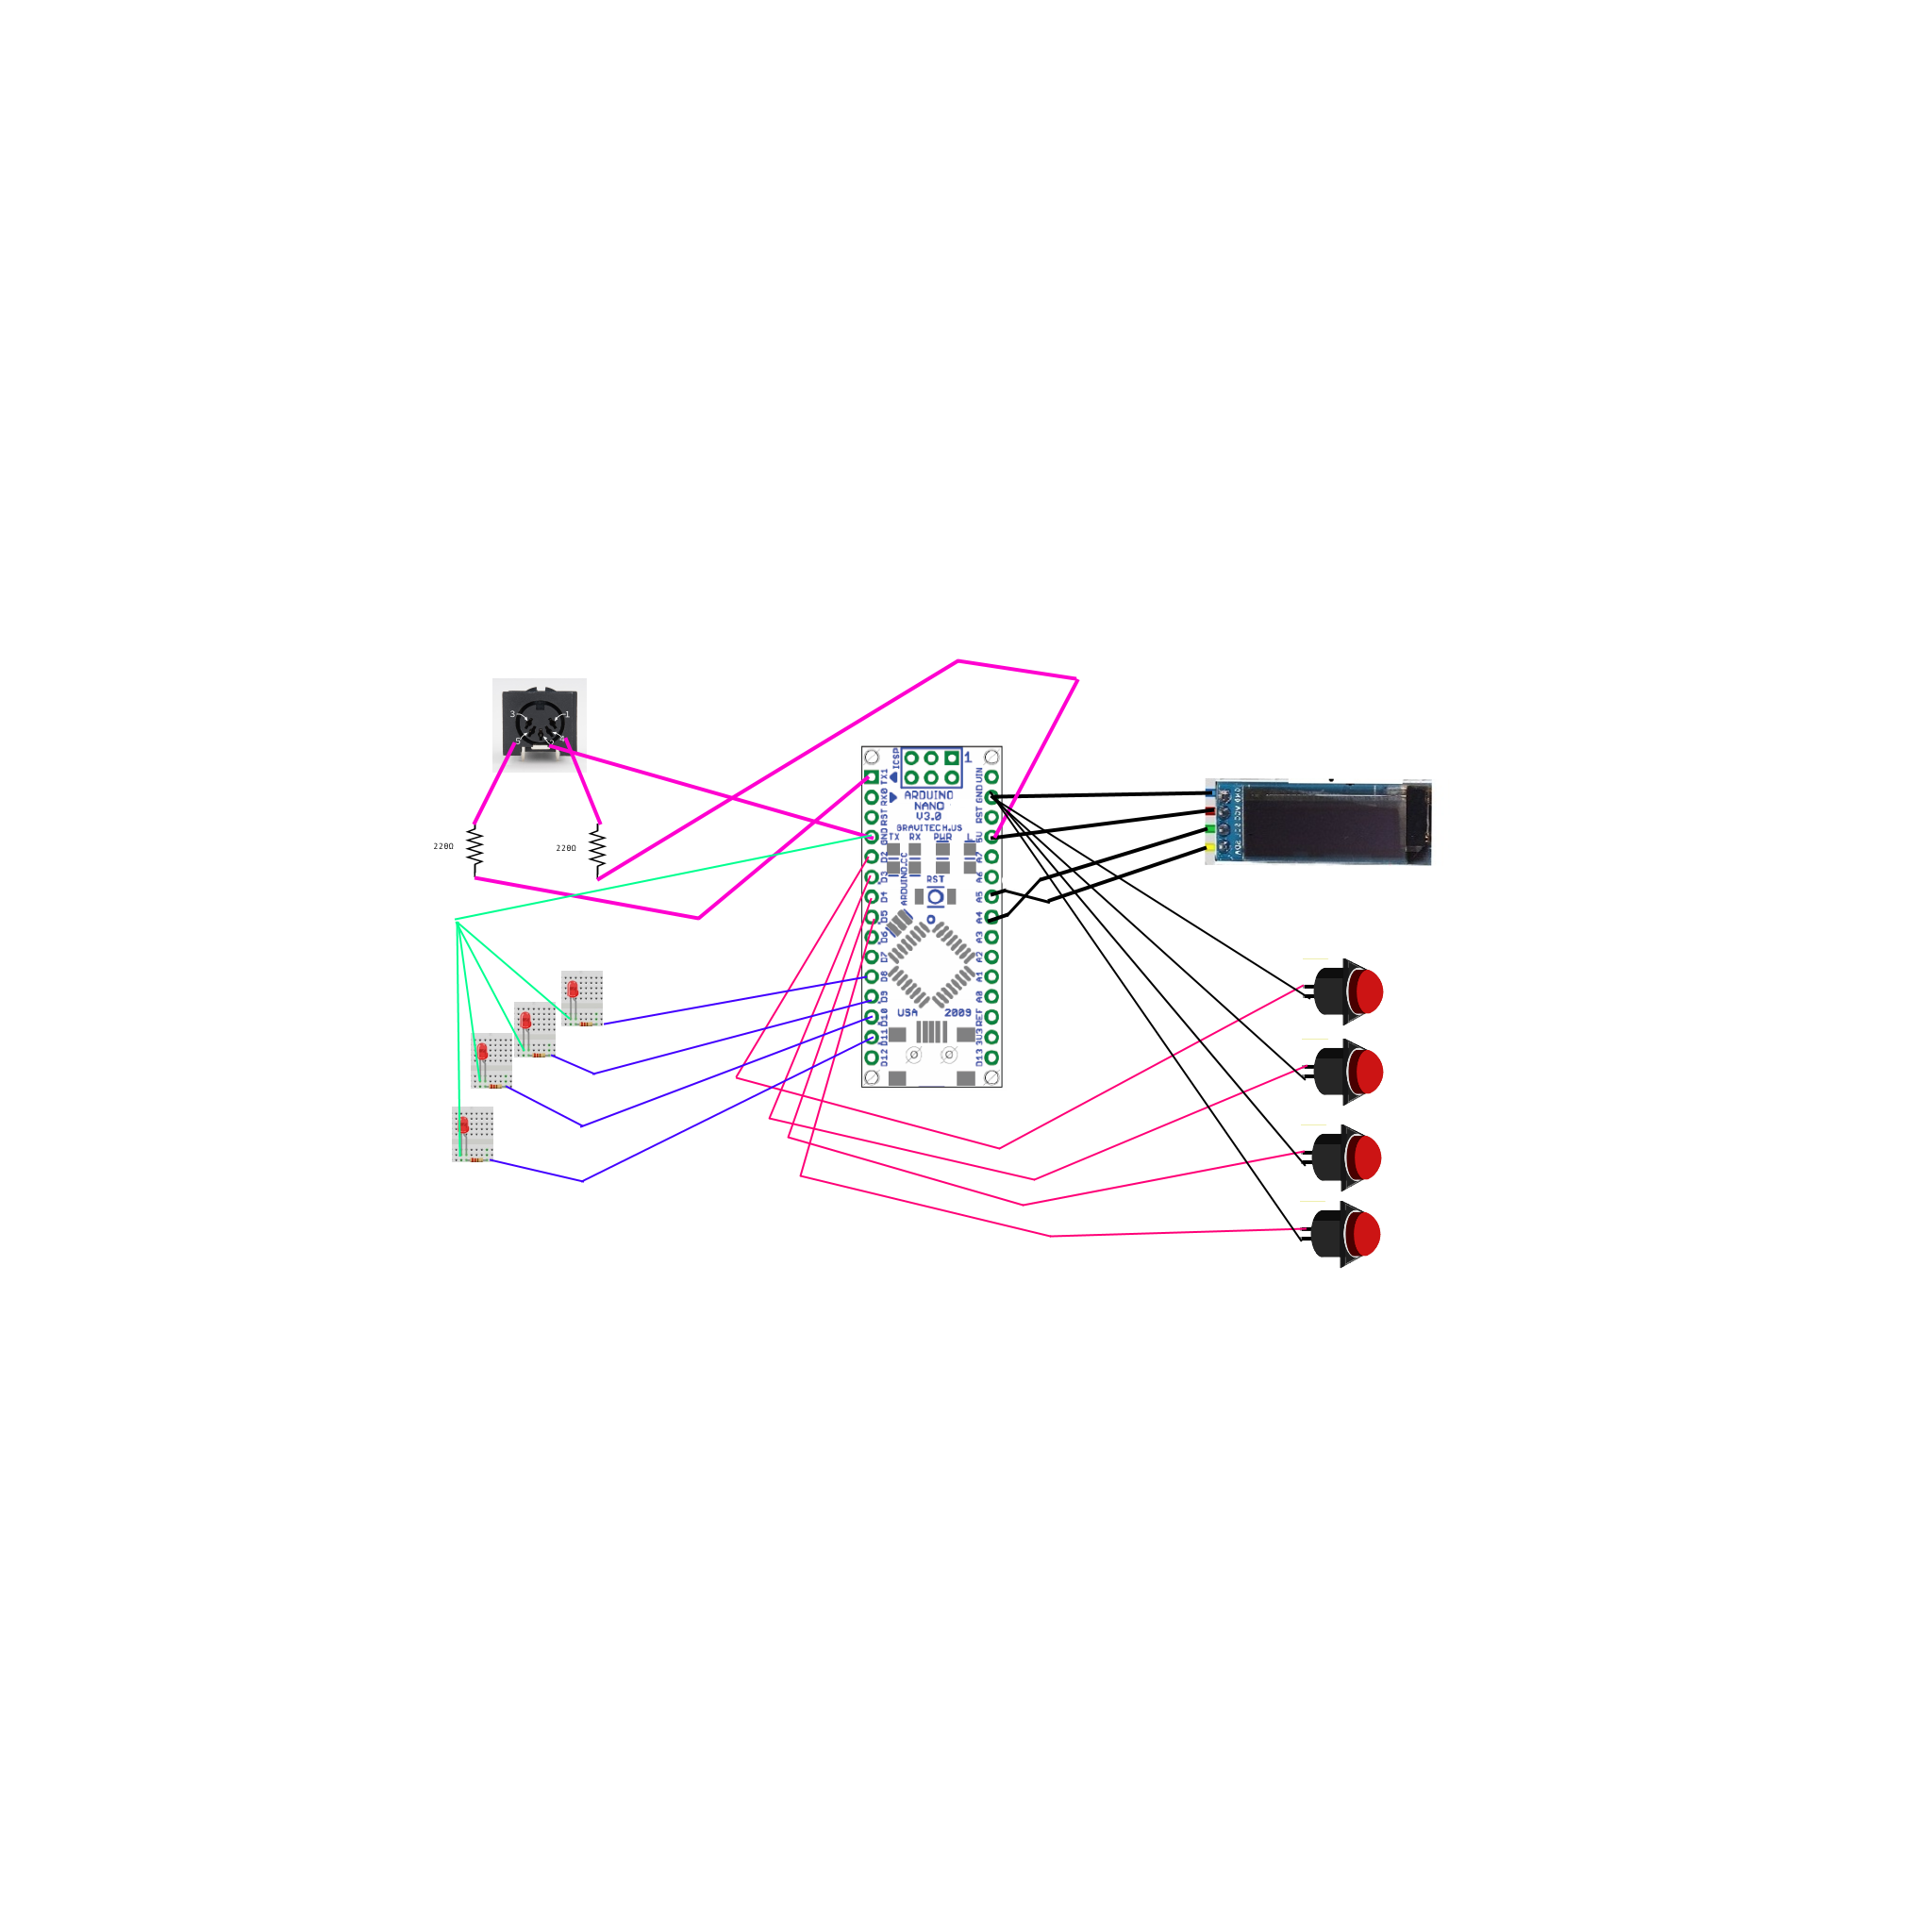 3
1
5
2
4
220Ω
220Ω
ICSP
1
TX1
RX0
RST
GND
D2
D3
D4
D5
D6
D7
D8
D9
D10
D11
D12
ARDUINO
NANO
V3.0
GRAVITECH.US
TX RX PWR L
ARDUINO.CC
RST
USA 2009
VIN
GND
RST
5V
A7
A6
A5
A4
A3
A2
A1
A0
REF
3V3
D13
GND VCC SCL SDA